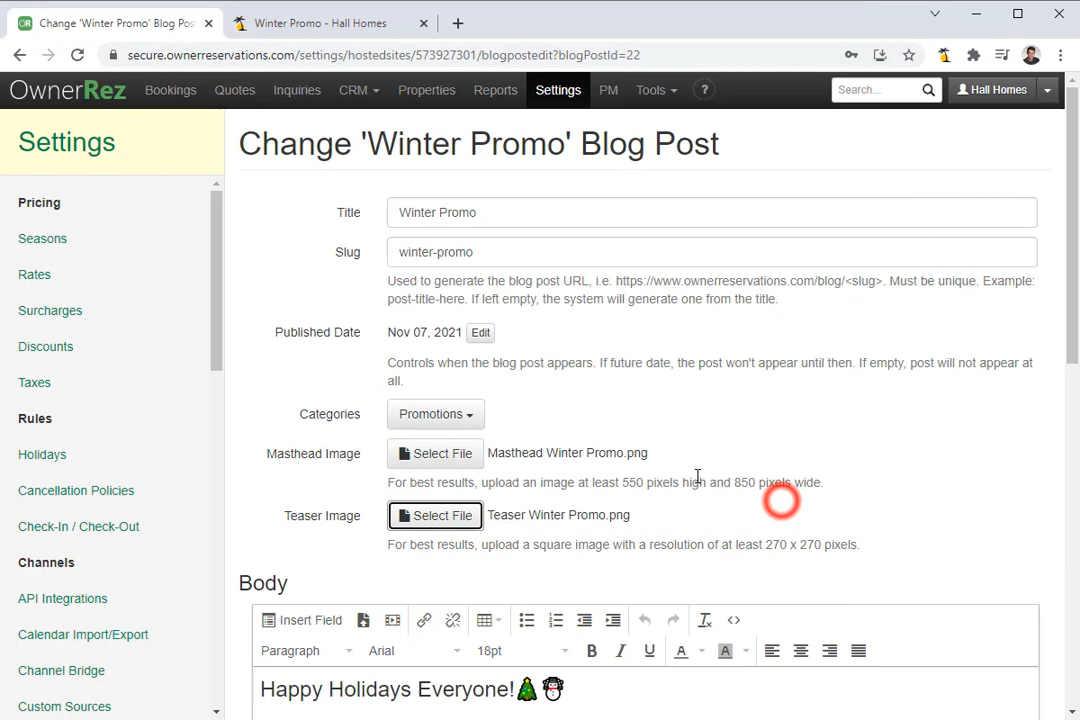 OR Change 'Winter Promo' Blog Pos
Winter Promo - Hall Homes
secure.ownerreservations.com/settings/hostedsites/573927301/blogpostedit?blogPostId=22
OwnerRez Bookings Quotes Inquiries CRM Properties Reports Settings PM Tools ? Search... Hall Homes
Settings
Pricing
Seasons
Rates
Surcharges
Discounts
Taxes
Rules
Holidays
Cancellation Policies
Check-In / Check-Out
Channels
API Integrations
Calendar Import/Export
Channel Bridge
Custom Sources
Change 'Winter Promo' Blog Post
Title Winter Promo
Slug winter-promo
Used to generate the blog post URL, i.e. https://www.ownerreservations.com/blog/<slug>. Must be unique. Example:
post-title-here. If left empty, the system will generate one from the title.
Published Date Nov 07, 2021 Edit
Controls when the blog post appears. If future date, the post won't appear until then. If empty, post will not appear at
all.
Categories Promotions
Masthead Image Select File Masthead Winter Promo.png
For best results, upload an image at least 550 pixels high and 850 pixels wide.
Teaser Image Select File Teaser Winter Promo.png
For best results, upload a square image with a resolution of at least 270 x 270 pixels.
Body
Insert Field
Paragraph Arial 18pt B I U A A
Happy Holidays Everyone!🎄⛄